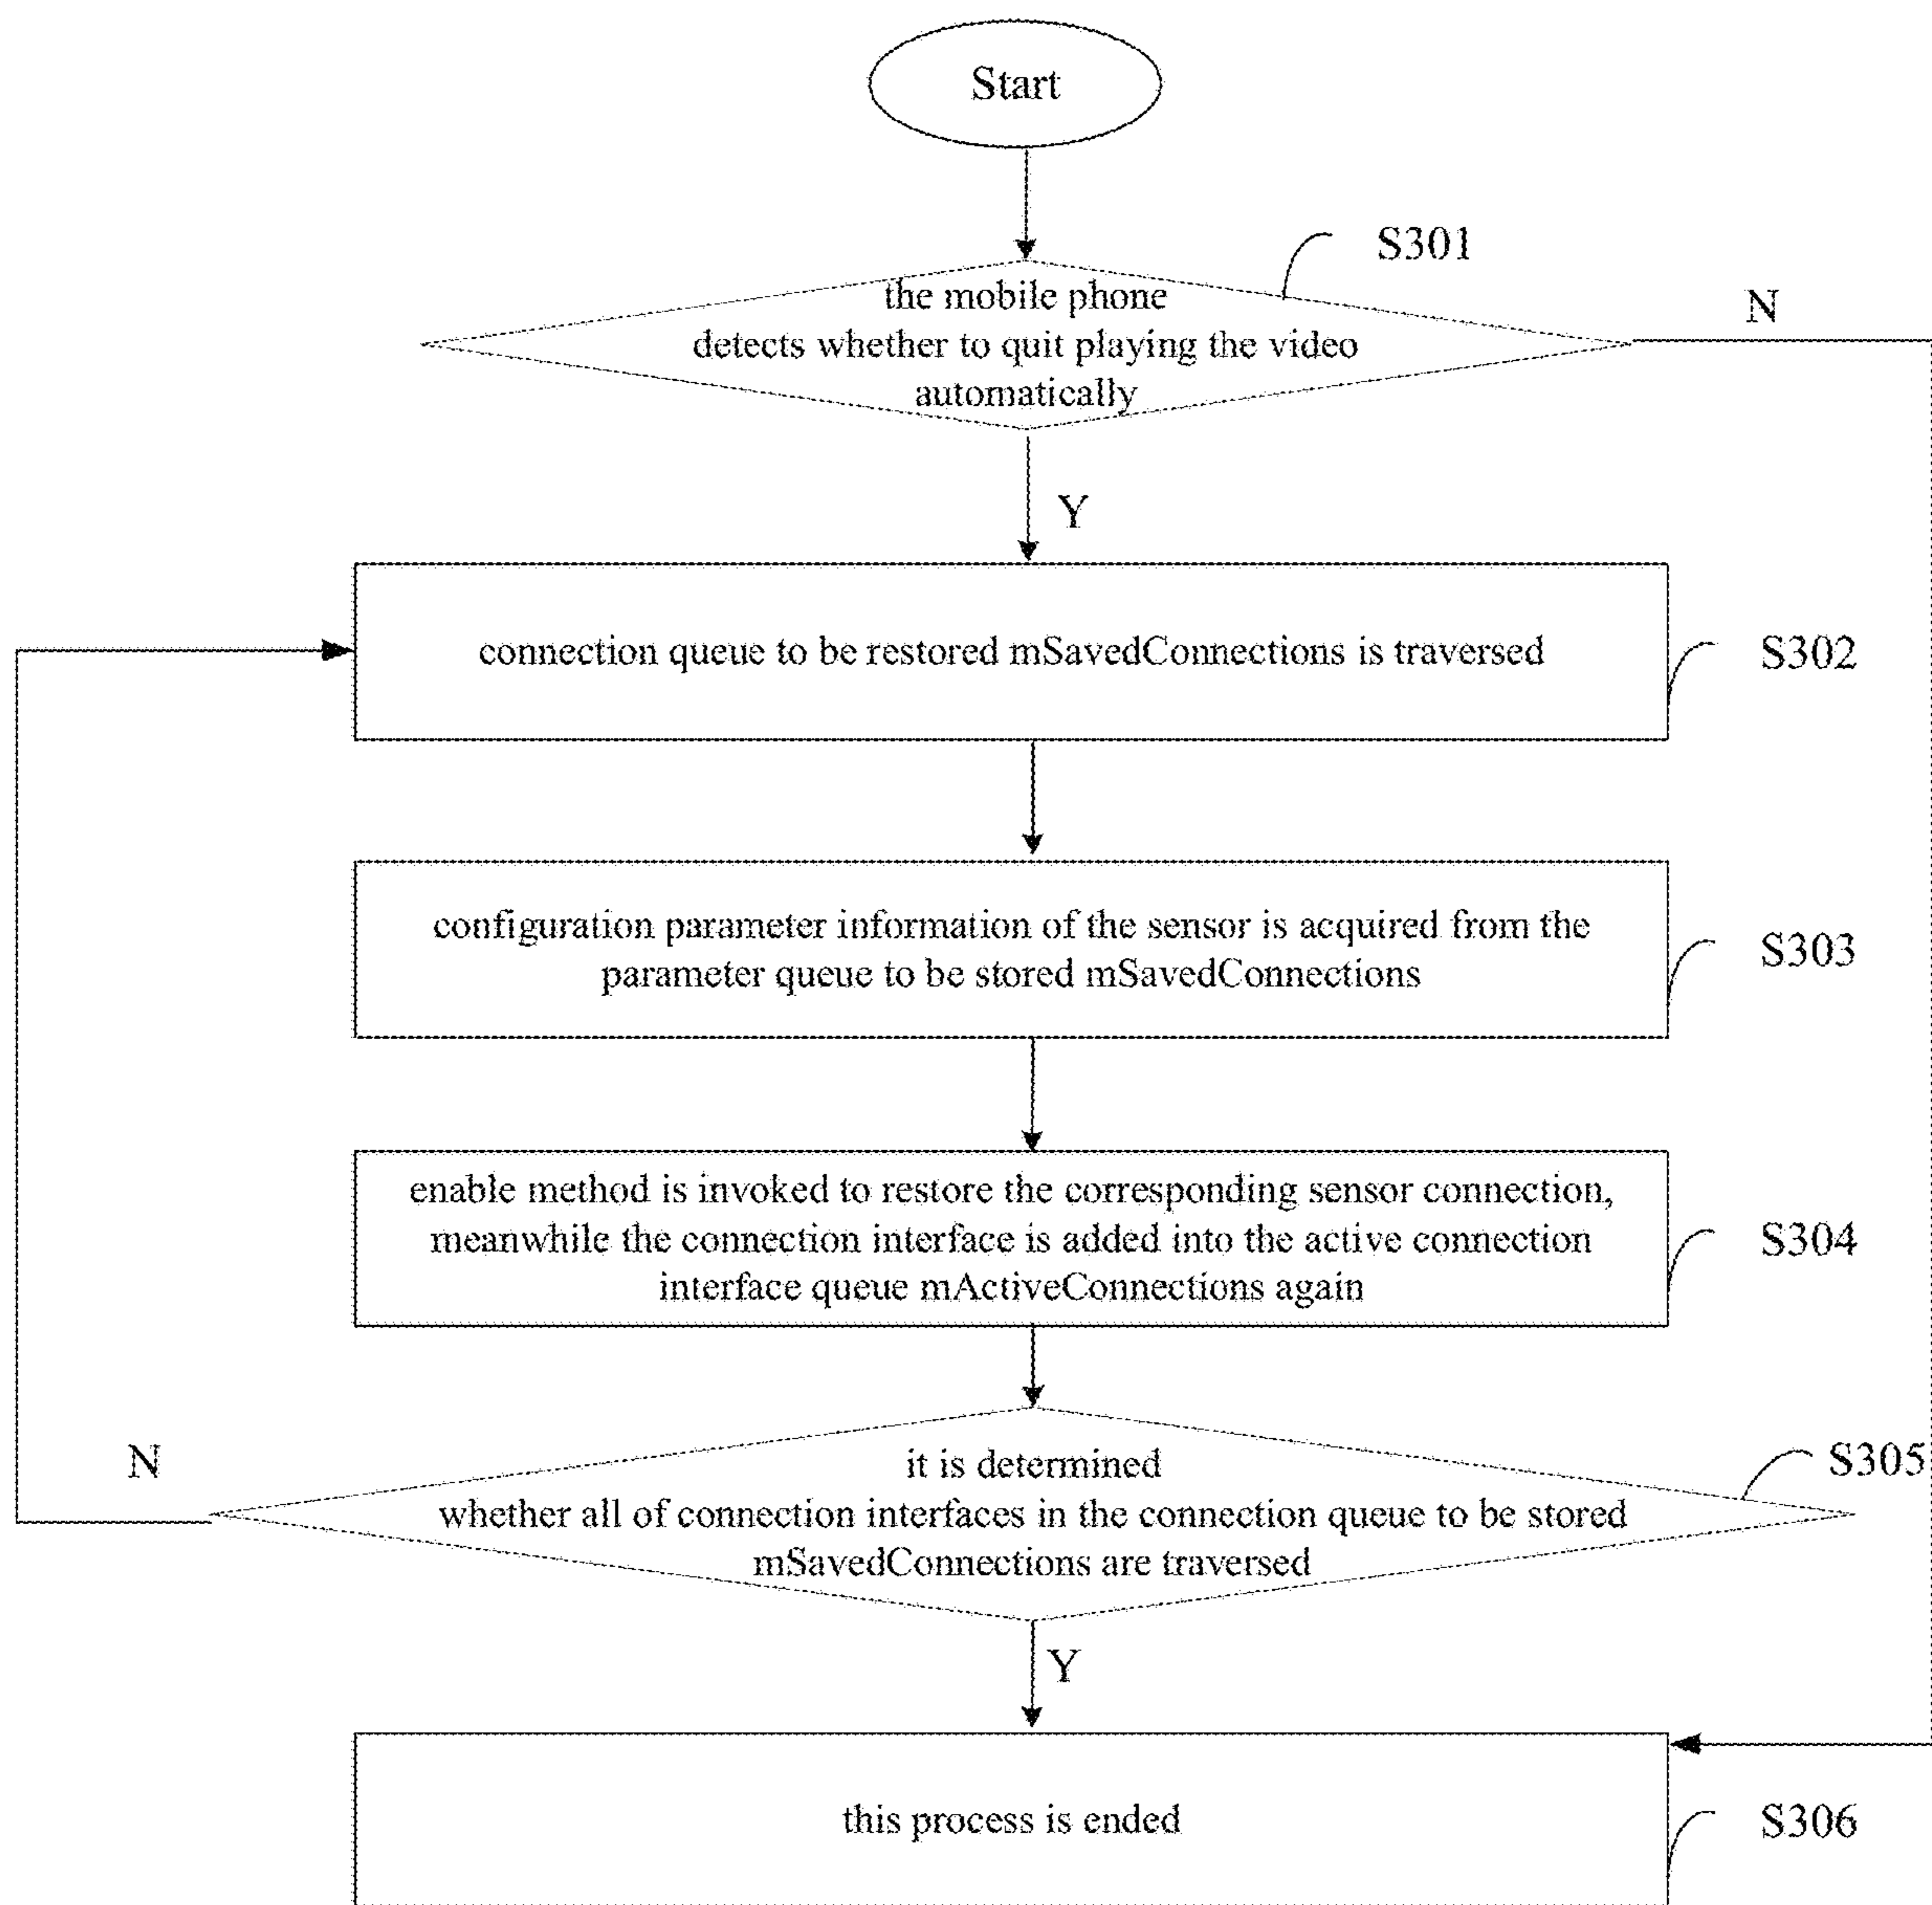 Start
S301
the mobile phone
detects whether to quit playing the video
automatically
N
Y
connection queue to be restored mSavedConnections is traversed
S302
configuration parameter information of the sensor is acquired from the
parameter queue to be stored mSavedConnections
S303
enable method is invoked to restore the corresponding sensor connection,
meanwhile the connection interface is added into the active connection
interface queue mActiveConnections again
S304
N
it is determined
whether all of connection interfaces in the connection queue to be stored
mSavedConnections are traversed
S305
Y
this process is ended
S306